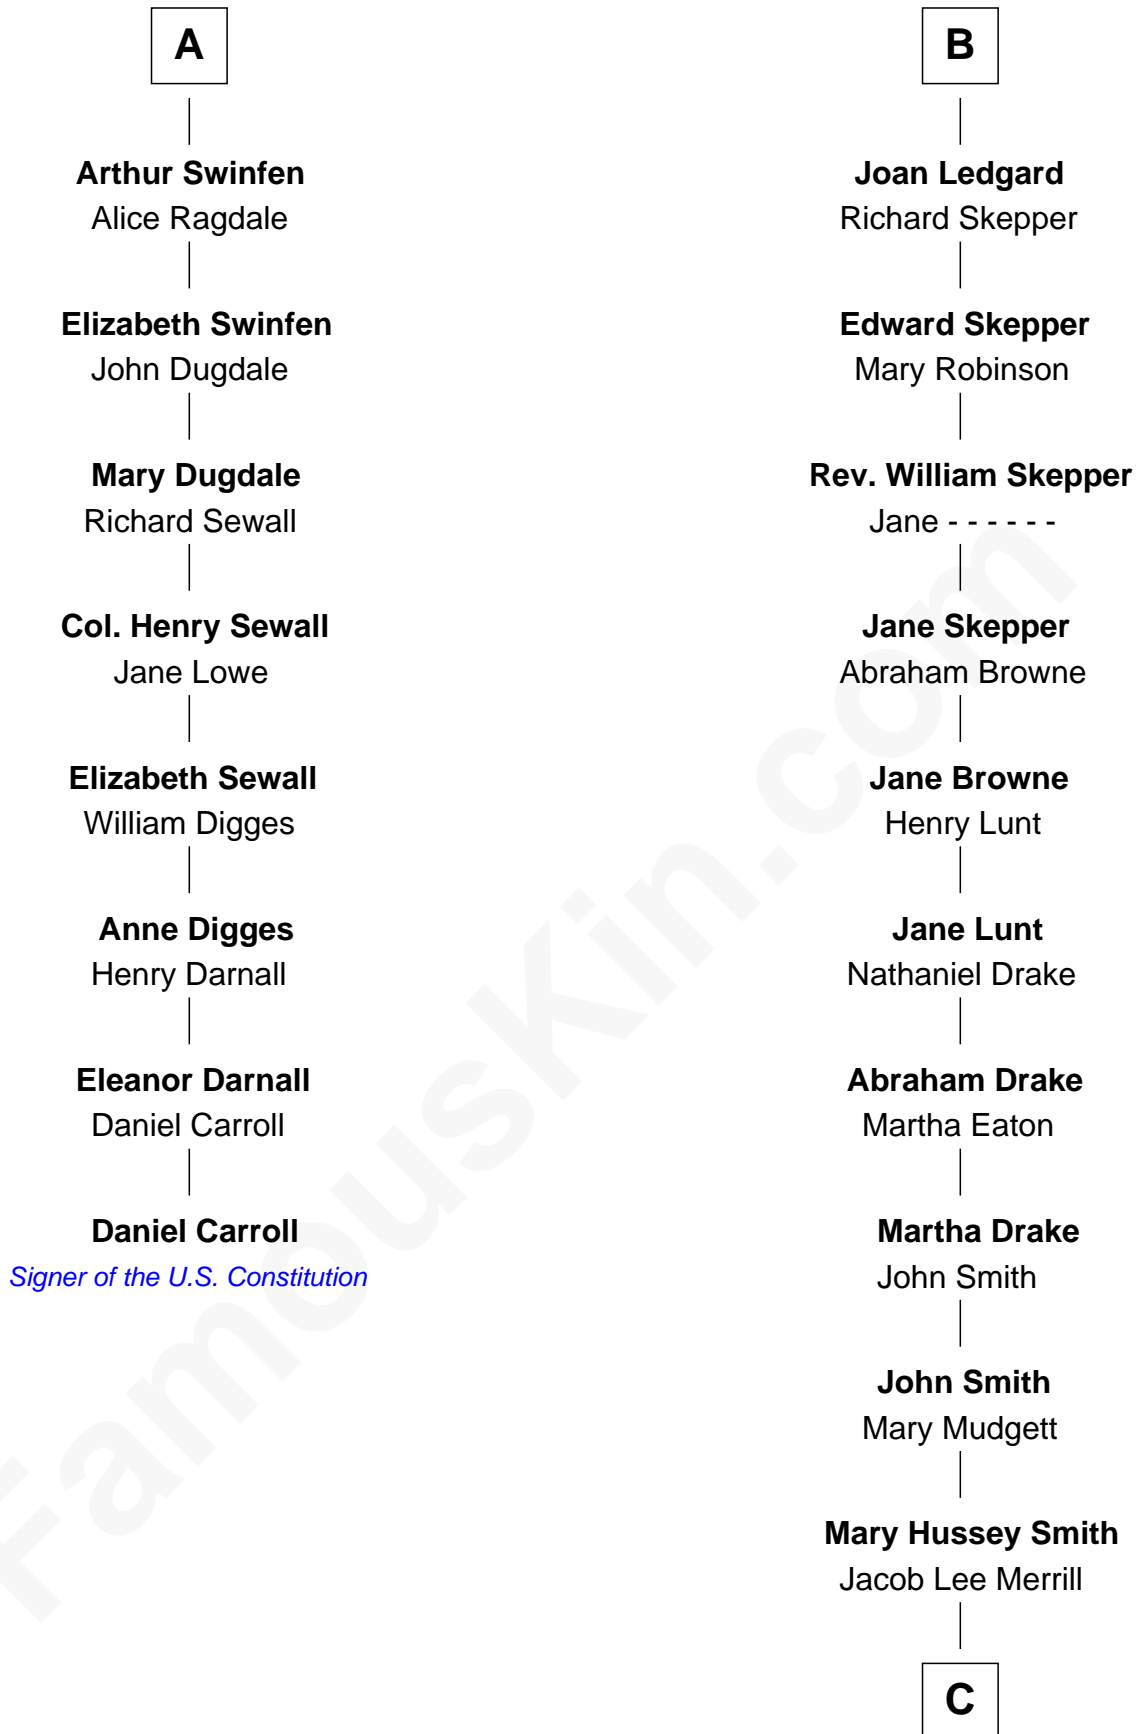 A
Arthur Swinfen
Alice Ragdale
Elizabeth Swinfen
John Dugdale
Mary Dugdale
Richard Sewall
Col. Henry Sewall
Jane Lowe
Elizabeth Sewall
William Digges
Anne Digges
Henry Darnall
Eleanor Darnall
Daniel Carroll
Daniel Carroll
Signer of the U.S. Constitution
B
Joan Ledgard
Richard Skepper
Edward Skepper
Mary Robinson
Rev. William Skepper
Jane - - - - - -
Jane Skepper
Abraham Browne
Jane Browne
Henry Lunt
Jane Lunt
Nathaniel Drake
Abraham Drake
Martha Eaton
Martha Drake
John Smith
John Smith
Mary Mudgett
Mary Hussey Smith
Jacob Lee Merrill
C
FamousKin.com